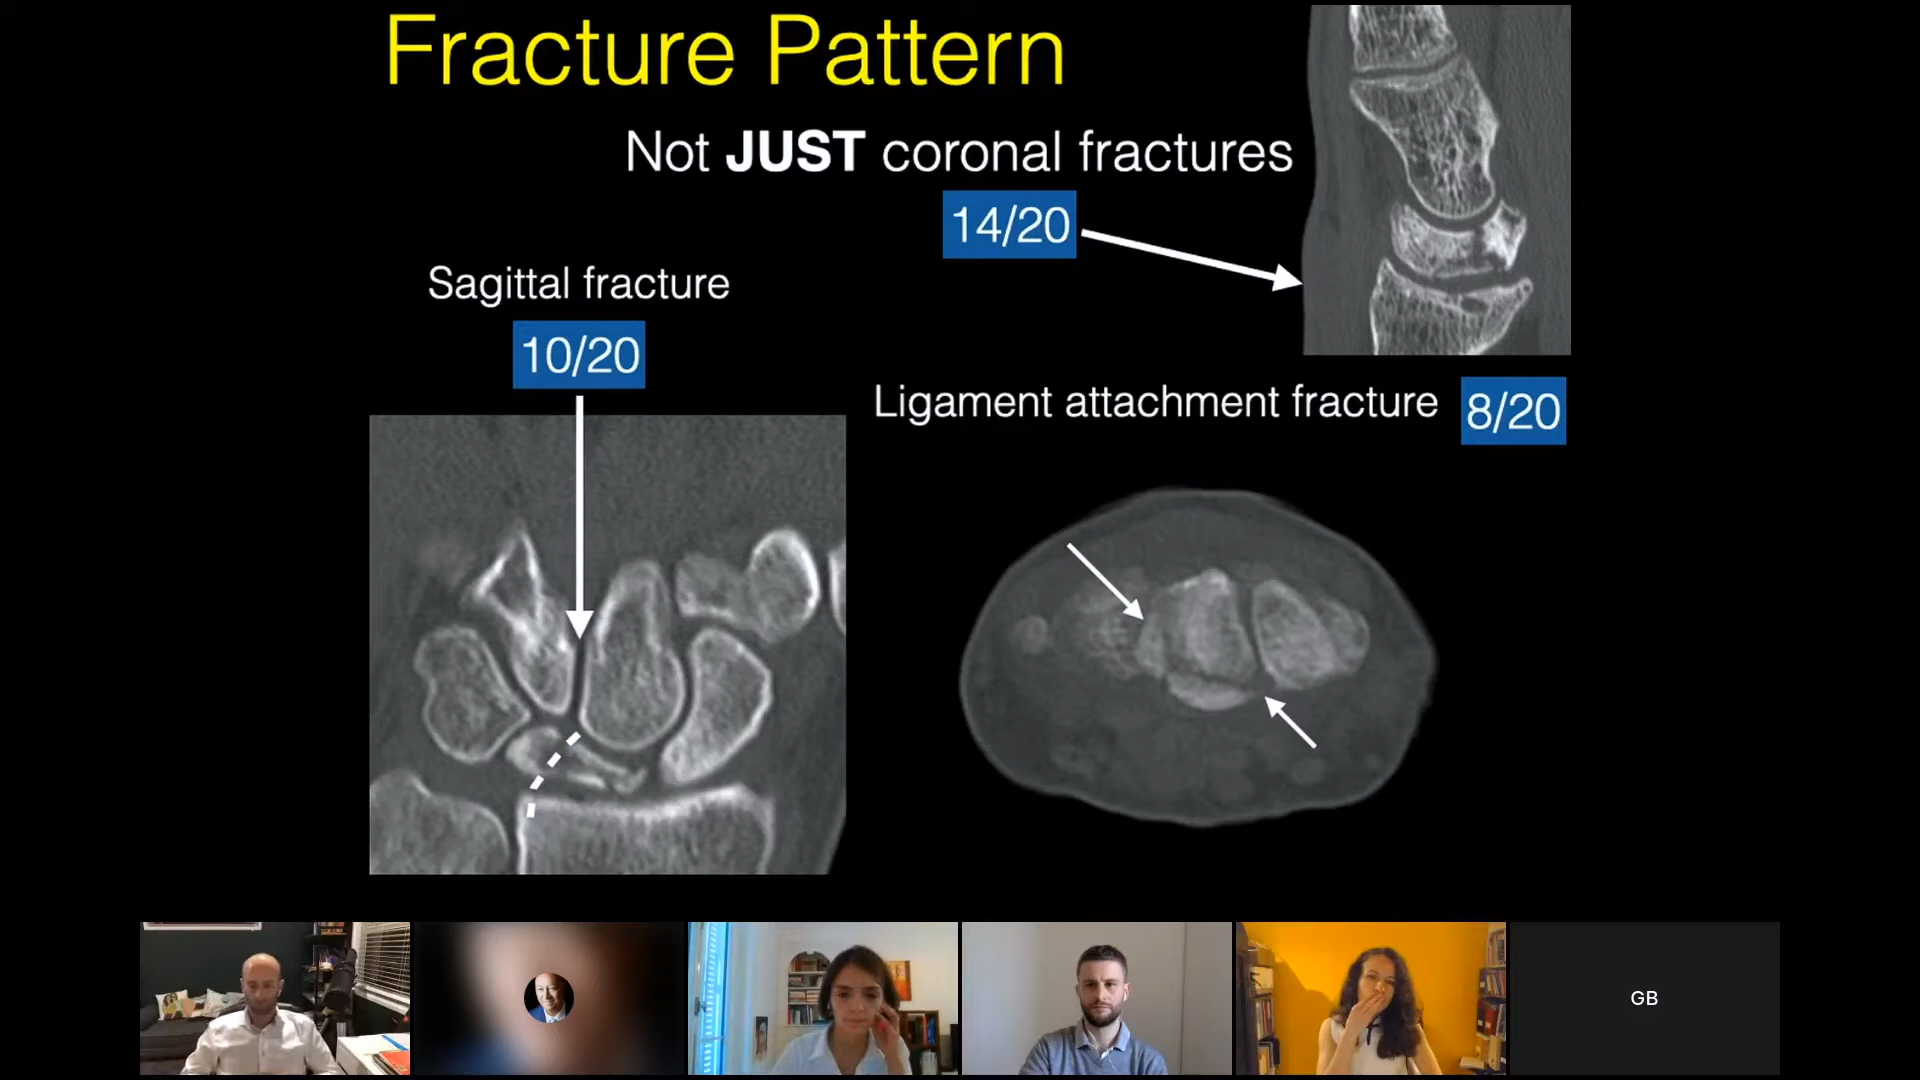 Fracture Pattern
Not JUST coronal fractures
14/20
Sagittal fracture
10/20
Ligament attachment fracture 8/20
GB